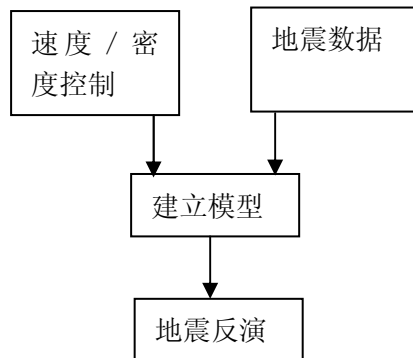 速度 / 密
度控制
地震数据
建立模型
地震反演